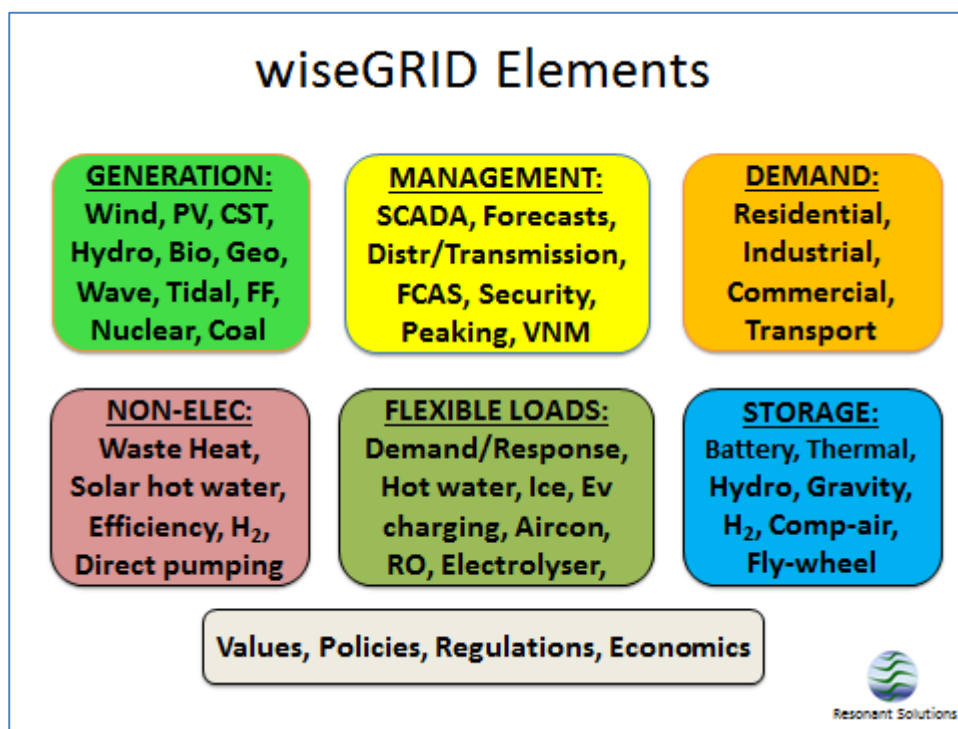 wiseGRID Elements
GENERATION:
Wind, PV, CST,
Hydro, Bio, Geo,
Wave, Tidal, FF,
Nuclear, Coal
MANAGEMENT:
SCADA, Forecasts,
Distr/Transmission,
FCAS, Security,
Peaking, VNM
DEMAND:
Residential,
Industrial,
Commercial,
Transport
NON-ELEC:
Waste Heat,
Solar hot water,
Efficiency, H₂,
Direct pumping
FLEXIBLE LOADS:
Demand/Response,
Hot water, Ice, Ev
charging, Aircon,
RO, Electrolyser,
STORAGE:
Battery, Thermal,
Hydro, Gravity,
H₂, Comp-air,
Fly-wheel
Values, Policies, Regulations, Economics
Resonant Solutions